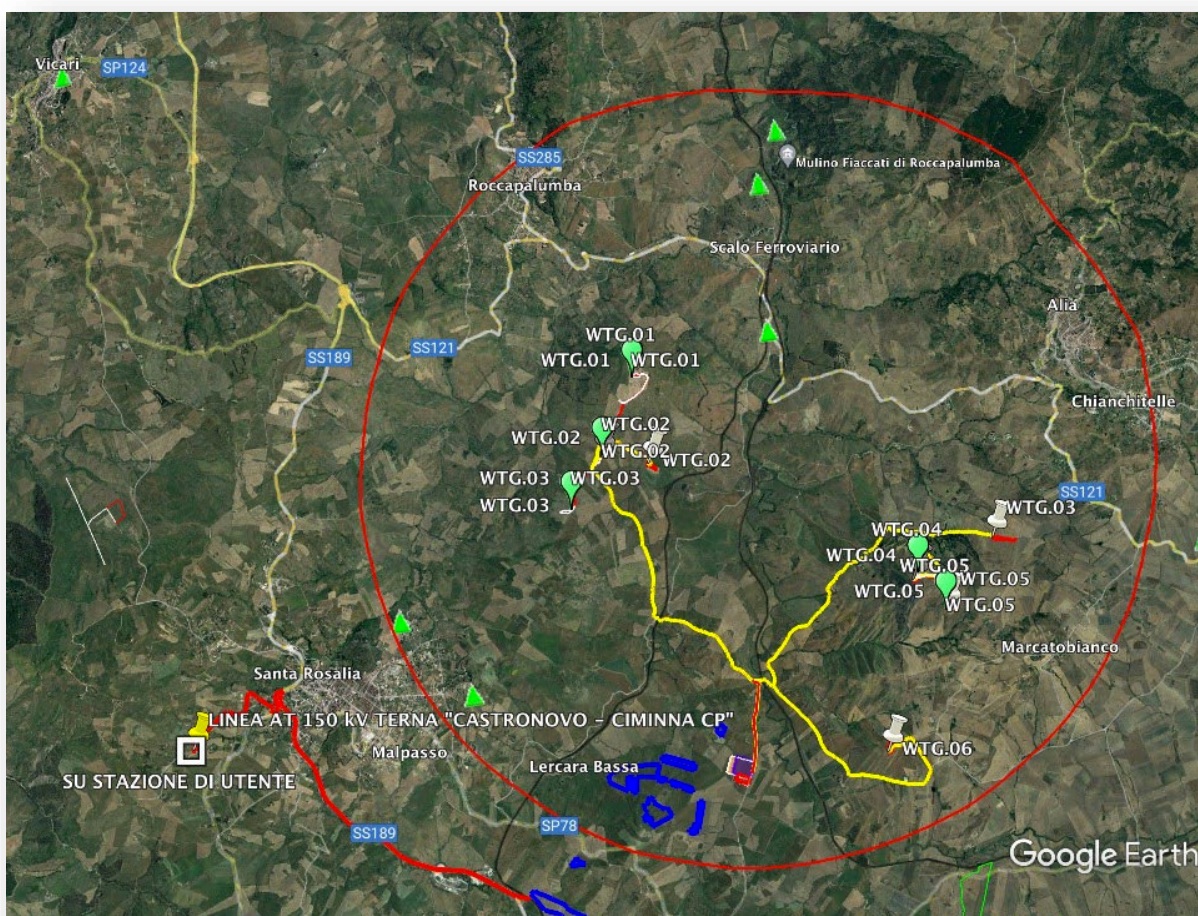 Vicari
SP124
SS285
Roccapalumba
Mulino Fiaccati di Roccapalumba
Scalo Ferroviario
Alia
SS189
SS121
WTG.01
WTG.01
WTG.01
Chianchitelle
WTG.02
WTG.02
WTG.02
WTG.02
WTG.03
WTG.03
WTG.03
SS121
WTG.03
WTG.04
WTG.04
WTG.05
WTG.05
WTG.05
WTG.05
Marcatobianco
Santa Rosalia
LINEA AT 150 kV TERNA "CASTRONOVO - CIMINNA CP"
Malpasso
WTG.06
SU STAZIONE DI UTENTE
Lercara Bassa
SS189
SP78
Google Earth